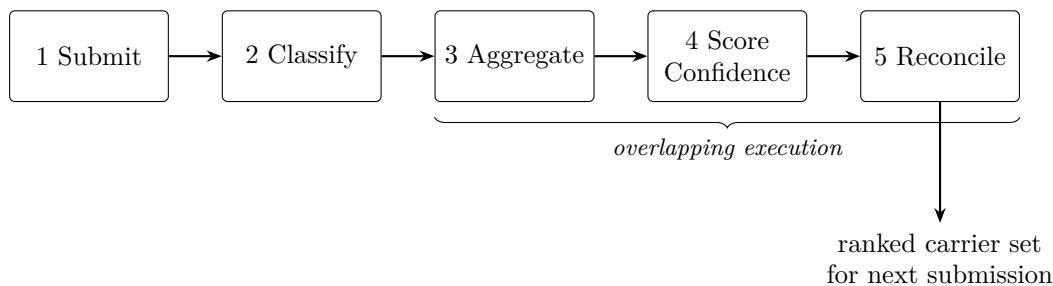 1 Submit
2 Classify
3 Aggregate
4 Score
Confidence
5 Reconcile
overlapping execution
ranked carrier set
for next submission